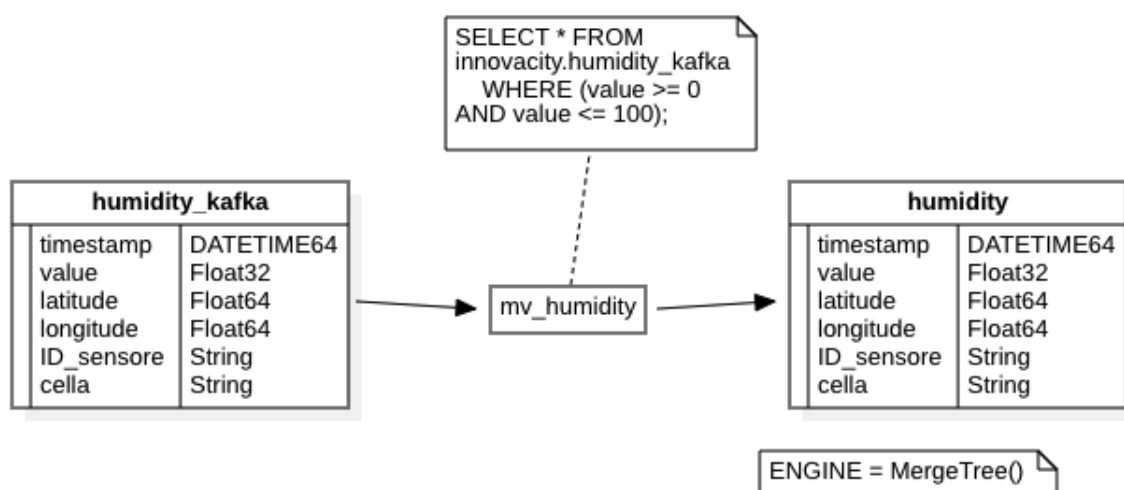 SELECT * FROM
innovacity.humidity_kafka
WHERE (value >= 0
AND value <= 100);
humidity_kafka
timestamp DATETIME64
value Float32
latitude Float64
longitude Float64
ID_sensore String
cella String
mv_humidity
humidity
timestamp DATETIME64
value Float32
latitude Float64
longitude Float64
ID_sensore String
cella String
ENGINE = MergeTree()